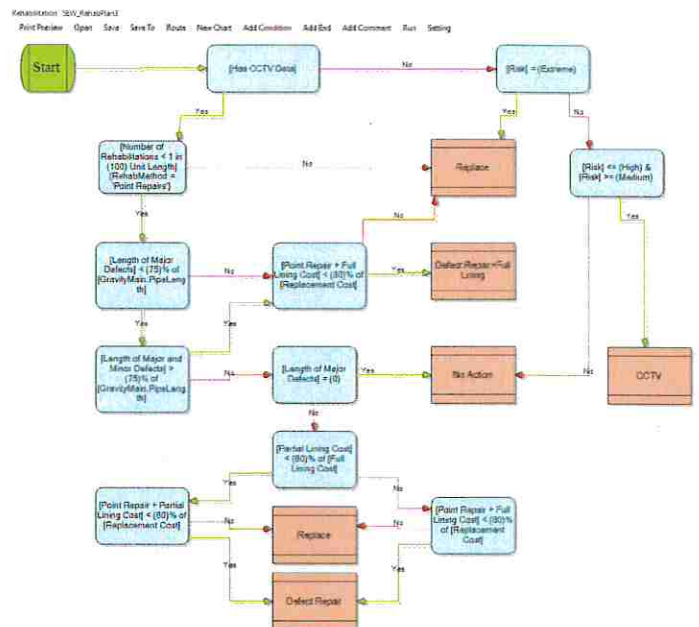 Rehabilitation SEW_RehabPlan3
Print Preview Open Save Save To Route New Chart Add Condition Add End Add Comment Run Setting
Start
[Has CCTV Data]
No
[Risk] = (Extreme)
Yes
Yes
No
[Number of
Rehabilitations < 1 in
(100) Unit Length]
(RehabMethod =
'Point Repairs')
No
Replace
[Risk] <= (High) &
[Risk] >= (Medium)
Yes
No
Yes
[Length of Major
Defects] < (75)% of
[GravityMain.PipeLeng
th]
No
[Point Repair + Full
Lining Cost] < (80)% of
[Replacement Cost]
Yes
Defect Repair+Full
Lining
Yes
Yes
[Length of Major and
Minor Defects] >
(75)% of
[GravityMain.PipeLeng
th]
No
[Length of Major
Defects] = (0)
Yes
No Action
No
CCTV
No
[Partial Lining Cost]
< (80)% of [Full
Lining Cost]
Yes
No
[Point Repair + Partial
Lining Cost] < (80)% of
[Replacement Cost]
No
Replace
No
[Point Repair + Full
Lining Cost] < (80)%
of [Replacement
Cost]
Yes
Defect Repair
Yes